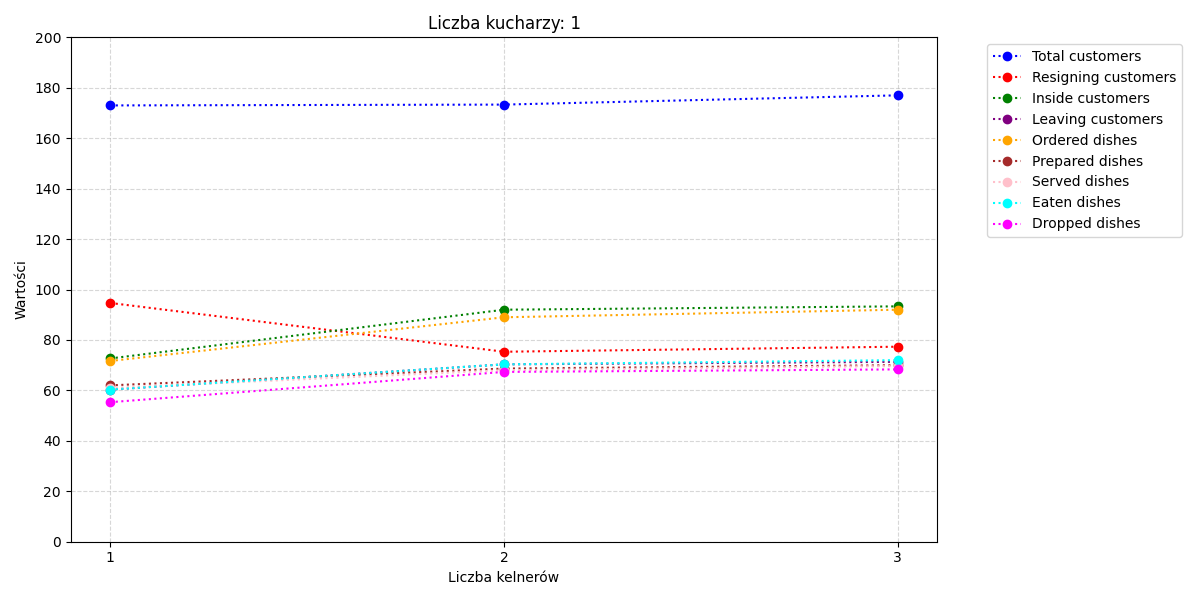 Liczba kucharzy: 1
200
180
160
140
120
100
80
60
40
20
0
Wartości
1
2
3
Liczba kelnerów
Total customers
Resigning customers
Inside customers
Leaving customers
Ordered dishes
Prepared dishes
Served dishes
Eaten dishes
Dropped dishes